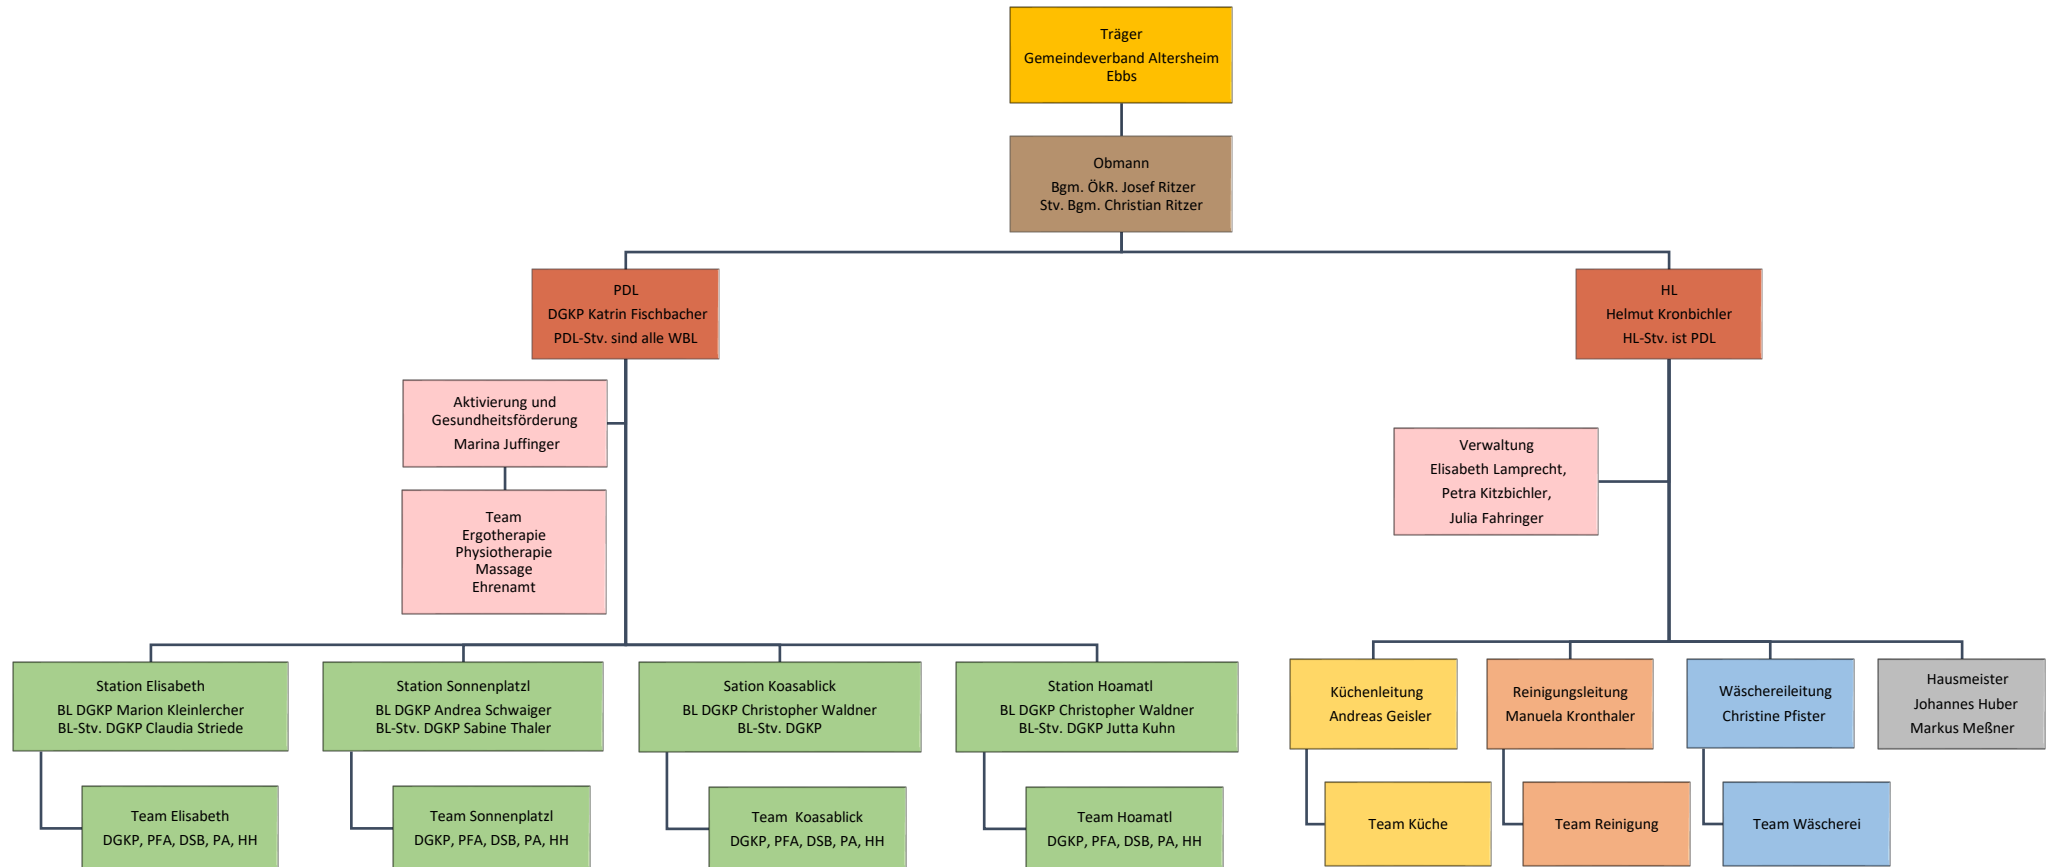 Träger
Gemeindeverband Altersheim
Ebbs
Obmann
Bgm. ÖkR. Josef Ritzer
Stv. Bgm. Christian Ritzer
PDL
DGKP Katrin Fischbacher
PDL-Stv. sind alle WBL
HL
Helmut Kronbichler
HL-Stv. ist PDL
Aktivierung und
Gesundheitsförderung
Marina Juffinger
Team
Ergotherapie
Physiotherapie
Massage
Ehrenamt
Verwaltung
Elisabeth Lamprecht,
Petra Kitzbichler,
Julia Fahringer
Station Elisabeth
BL DGKP Marion Kleinlercher
BL-Stv. DGKP Claudia Striede
Station Sonnenplatzl
BL DGKP Andrea Schwaiger
BL-Stv. DGKP Sabine Thaler
Sation Koasablick
BL DGKP Christopher Waldner
BL-Stv. DGKP
Station Hoamatl
BL DGKP Christopher Waldner
BL-Stv. DGKP Jutta Kuhn
Küchenleitung
Andreas Geisler
Reinigungsleitung
Manuela Kronthaler
Wäschereileitung
Christine Pfister
Hausmeister
Johannes Huber
Markus Meßner
Team Elisabeth
DGKP, PFA, DSB, PA, HH
Team Sonnenplatzl
DGKP, PFA, DSB, PA, HH
Team Koasablick
DGKP, PFA, DSB, PA, HH
Team Hoamatl
DGKP, PFA, DSB, PA, HH
Team Küche
Team Reinigung
Team Wäscherei